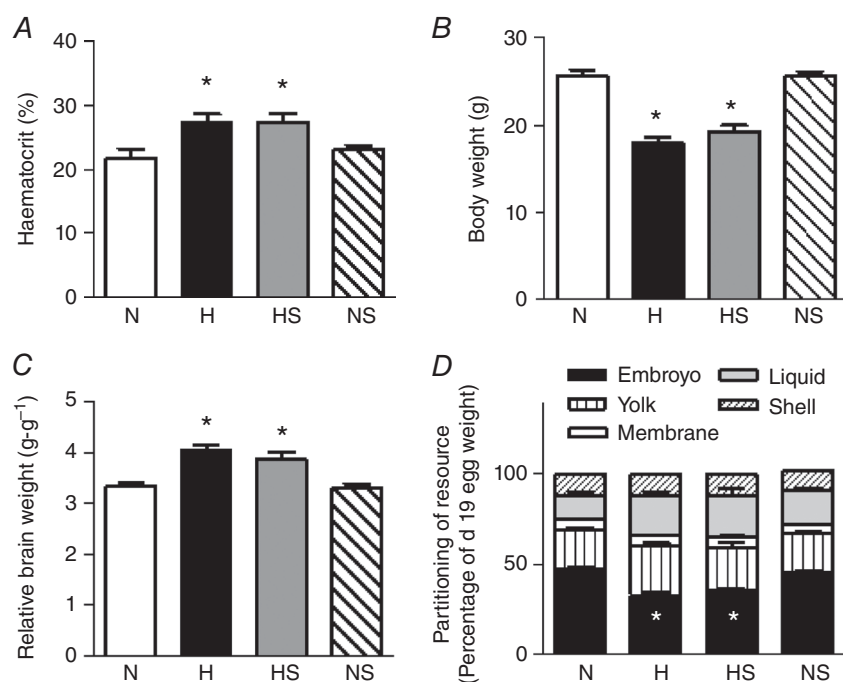 A
Haematocrit (%)
40
30
20
10
0
*
*
N H HS NS
B
Body weight (g)
30
20
10
0
*
*
N H HS NS
C
Relative brain weight (g-g⁻¹)
5
4
3
2
1
0
*
*
N H HS NS
D
Embroyo
Liquid
Yolk
Shell
Membrane
Partitioning of resource
(Percentage of d 19 egg weight)
100
50
0
*
*
N H HS NS